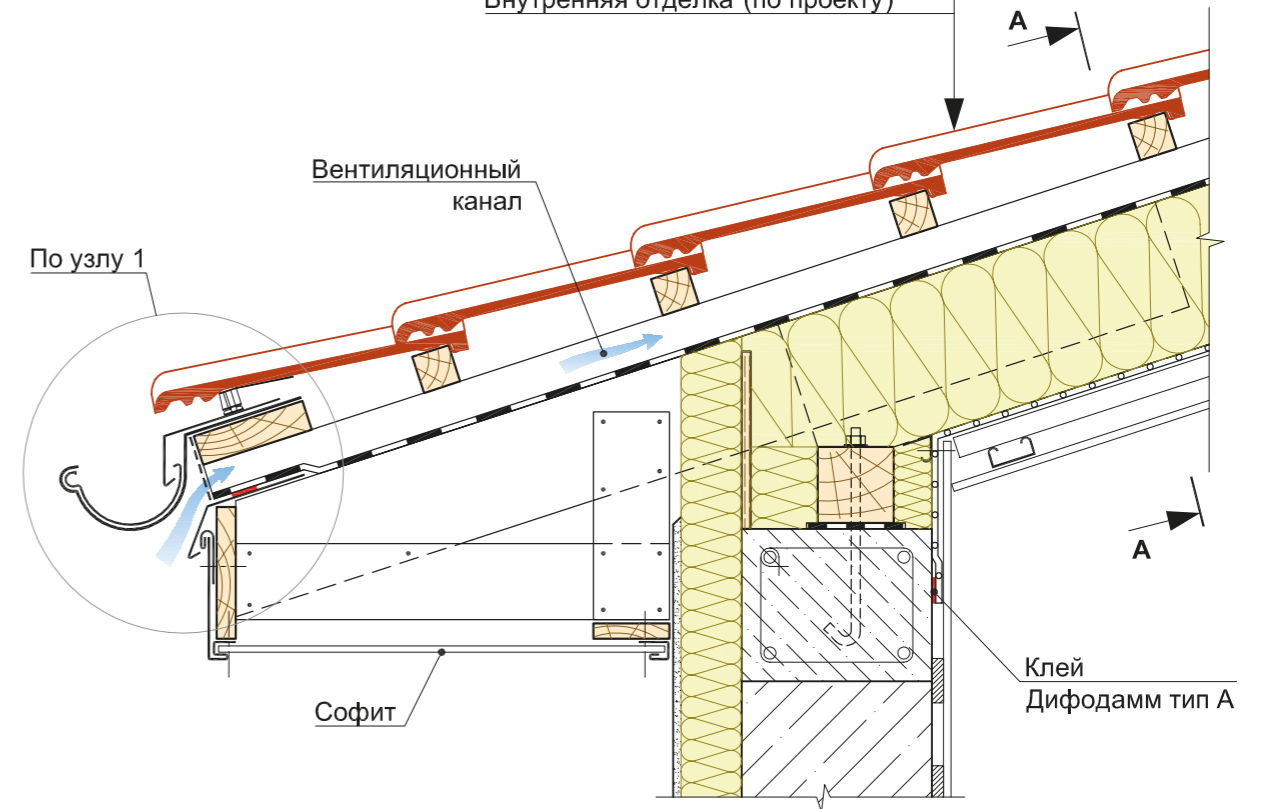 Внутренняя отделка (по проекту)
А
Вентиляционный
канал
По узлу 1
А
Клей
Дифодамм тип А
Софит